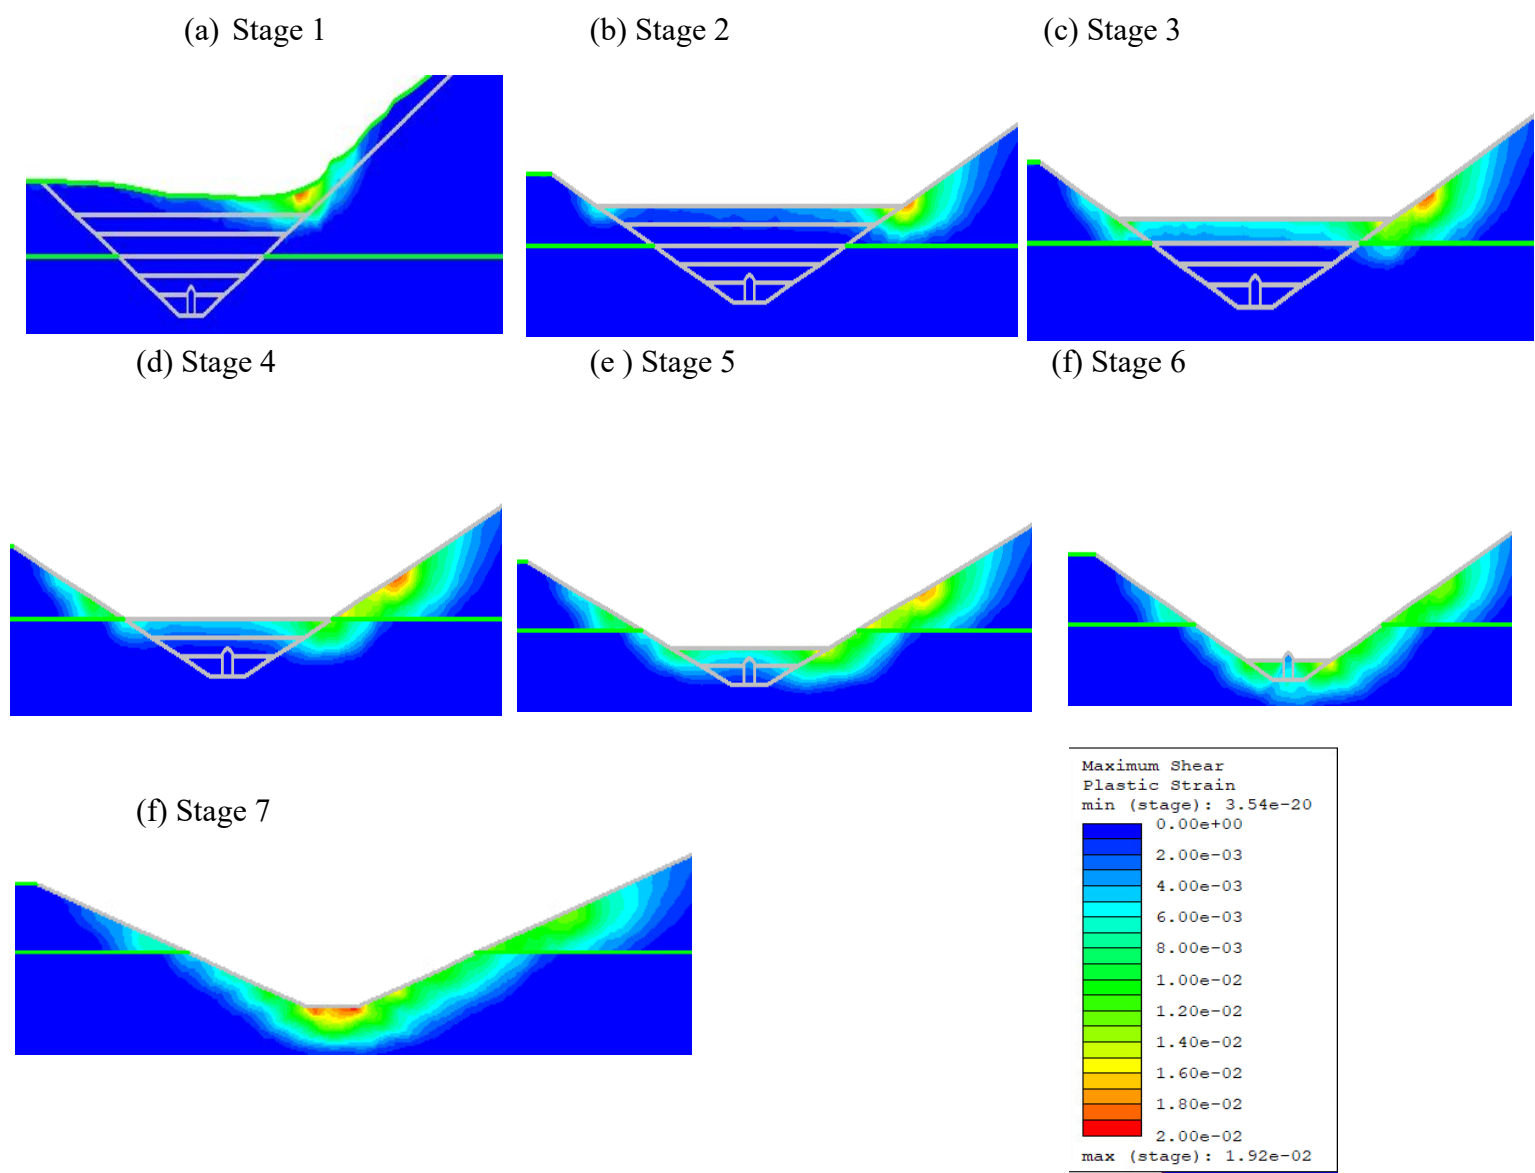 (a) Stage 1
(b) Stage 2
(c) Stage 3
(d) Stage 4
(e ) Stage 5
(f) Stage 6
(f) Stage 7
Maximum Shear
Plastic Strain
min (stage): 3.54e-20
0.00e+00
2.00e-03
4.00e-03
6.00e-03
8.00e-03
1.00e-02
1.20e-02
1.40e-02
1.60e-02
1.80e-02
2.00e-02
max (stage): 1.92e-02